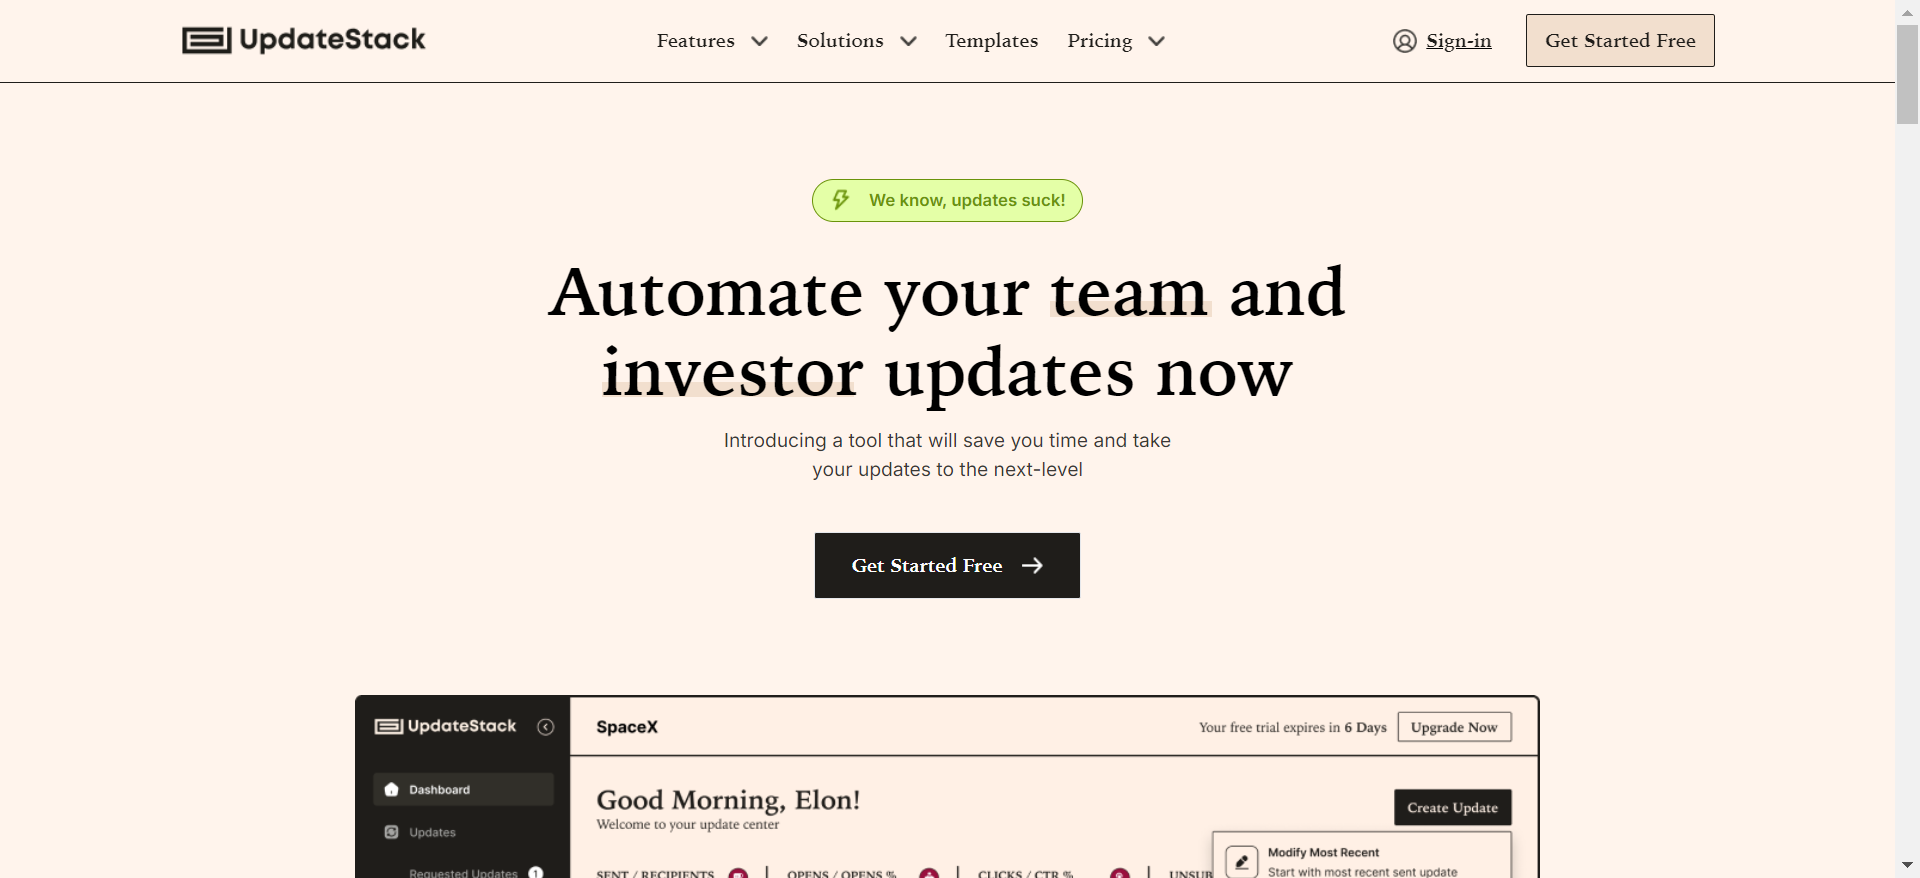 UpdateStack
Features
Solutions
Templates
Pricing
Sign-in
Get Started Free
We know, updates suck!
Automate your team and
investor updates now
Introducing a tool that will save you time and take
your updates to the next-level
Get Started Free
UpdateStack
SpaceX
Your free trial expires in 6 Days
Upgrade Now
Dashboard
Updates
Requested Updates 1
Good Morning, Elon!
Welcome to your update center
Create Update
Modify Most Recent
Start with most recent sent update
SENT / RECIPIENTS
OPENS / OPENS %
CLICKS / CTR %
UNSUB